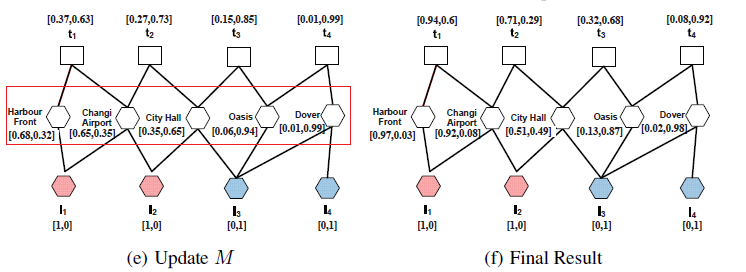 [0.37,0.63] [0.27,0.73] [0.15,0.85] [0.01,0.99]
t1 t2 t3 t4
Harbour Front [0.68,0.32]
Changi Airport [0.65,0.35]
City Hall [0.35,0.65]
Oasis [0.06,0.94]
Dover [0.01,0.99]
l1 l2 l3 l4
[1,0] [1,0] [0,1] [0,1]
(e) Update M
[0.94,0.6] [0.71,0.29] [0.32,0.68] [0.08,0.92]
t1 t2 t3 t4
Harbour Front [0.97,0.03]
Changi Airport [0.92,0.08]
City Hall [0.51,0.49]
Oasis [0.13,0.87]
Dover [0.02,0.98]
l1 l2 l3 l4
[1,0] [1,0] [0,1] [0,1]
(f) Final Result